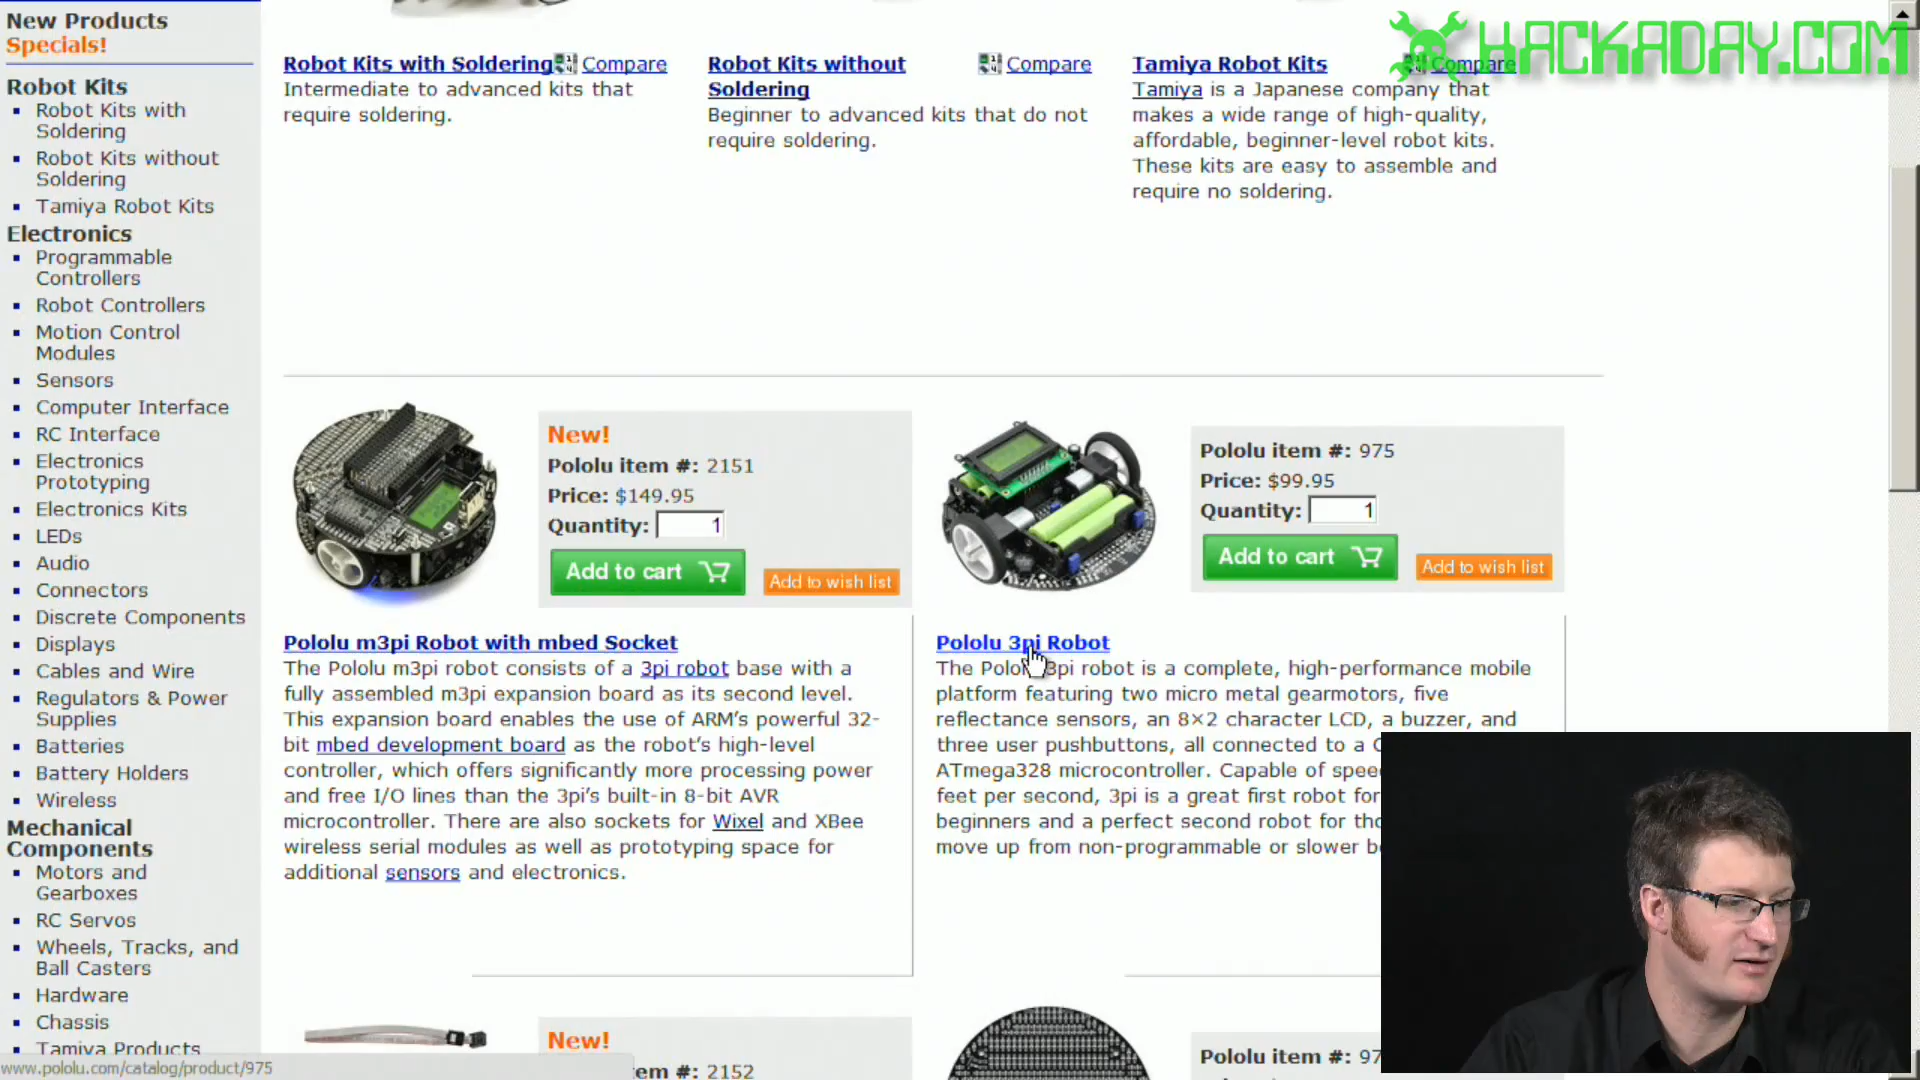 New Products
Specials!
Robot Kits
Robot Kits with
Soldering
Robot Kits without
Soldering
Tamiya Robot Kits
Electronics
Programmable
Controllers
Robot Controllers
Motion Control
Modules
Sensors
Computer Interface
RC Interface
Electronics
Prototyping
Electronics Kits
LEDs
Audio
Connectors
Discrete Components
Displays
Cables and Wire
Regulators & Power
Supplies
Batteries
Battery Holders
Wireless
Mechanical
Components
Motors and
Gearboxes
RC Servos
Wheels, Tracks, and
Ball Casters
Hardware
Chassis
Tamiya Products
www.pololu.com/catalog/product/975
HACKADAY.COM
Robot Kits with Soldering Compare
Intermediate to advanced kits that
require soldering.
Robot Kits without
Soldering
Compare
Beginner to advanced kits that do not
require soldering.
Tamiya Robot Kits Compare
Tamiya is a Japanese company that
makes a wide range of high-quality,
affordable, beginner-level robot kits.
These kits are easy to assemble and
require no soldering.
New!
Pololu item #: 2151
Price: $149.95
Quantity: 1
Add to cart Add to wish list
Pololu m3pi Robot with mbed Socket
The Pololu m3pi robot consists of a 3pi robot base with a
fully assembled m3pi expansion board as its second level.
This expansion board enables the use of ARM's powerful 32-
bit mbed development board as the robot's high-level
controller, which offers significantly more processing power
and free I/O lines than the 3pi's built-in 8-bit AVR
microcontroller. There are also sockets for Wixel and XBee
wireless serial modules as well as prototyping space for
additional sensors and electronics.
Pololu item #: 975
Price: $99.95
Quantity: 1
Add to cart Add to wish list
Pololu 3pi Robot
The Polo 3pi robot is a complete, high-performance mobile
platform featuring two micro metal gearmotors, five
reflectance sensors, an 8×2 character LCD, a buzzer, and
three user pushbuttons, all connected to a
ATmega328 microcontroller. Capable of
feet per second, 3pi is a great first robot for
beginners and a perfect second robot for
move up from non-programmable or slower
New!
em #: 2152
Pololu item #: 97